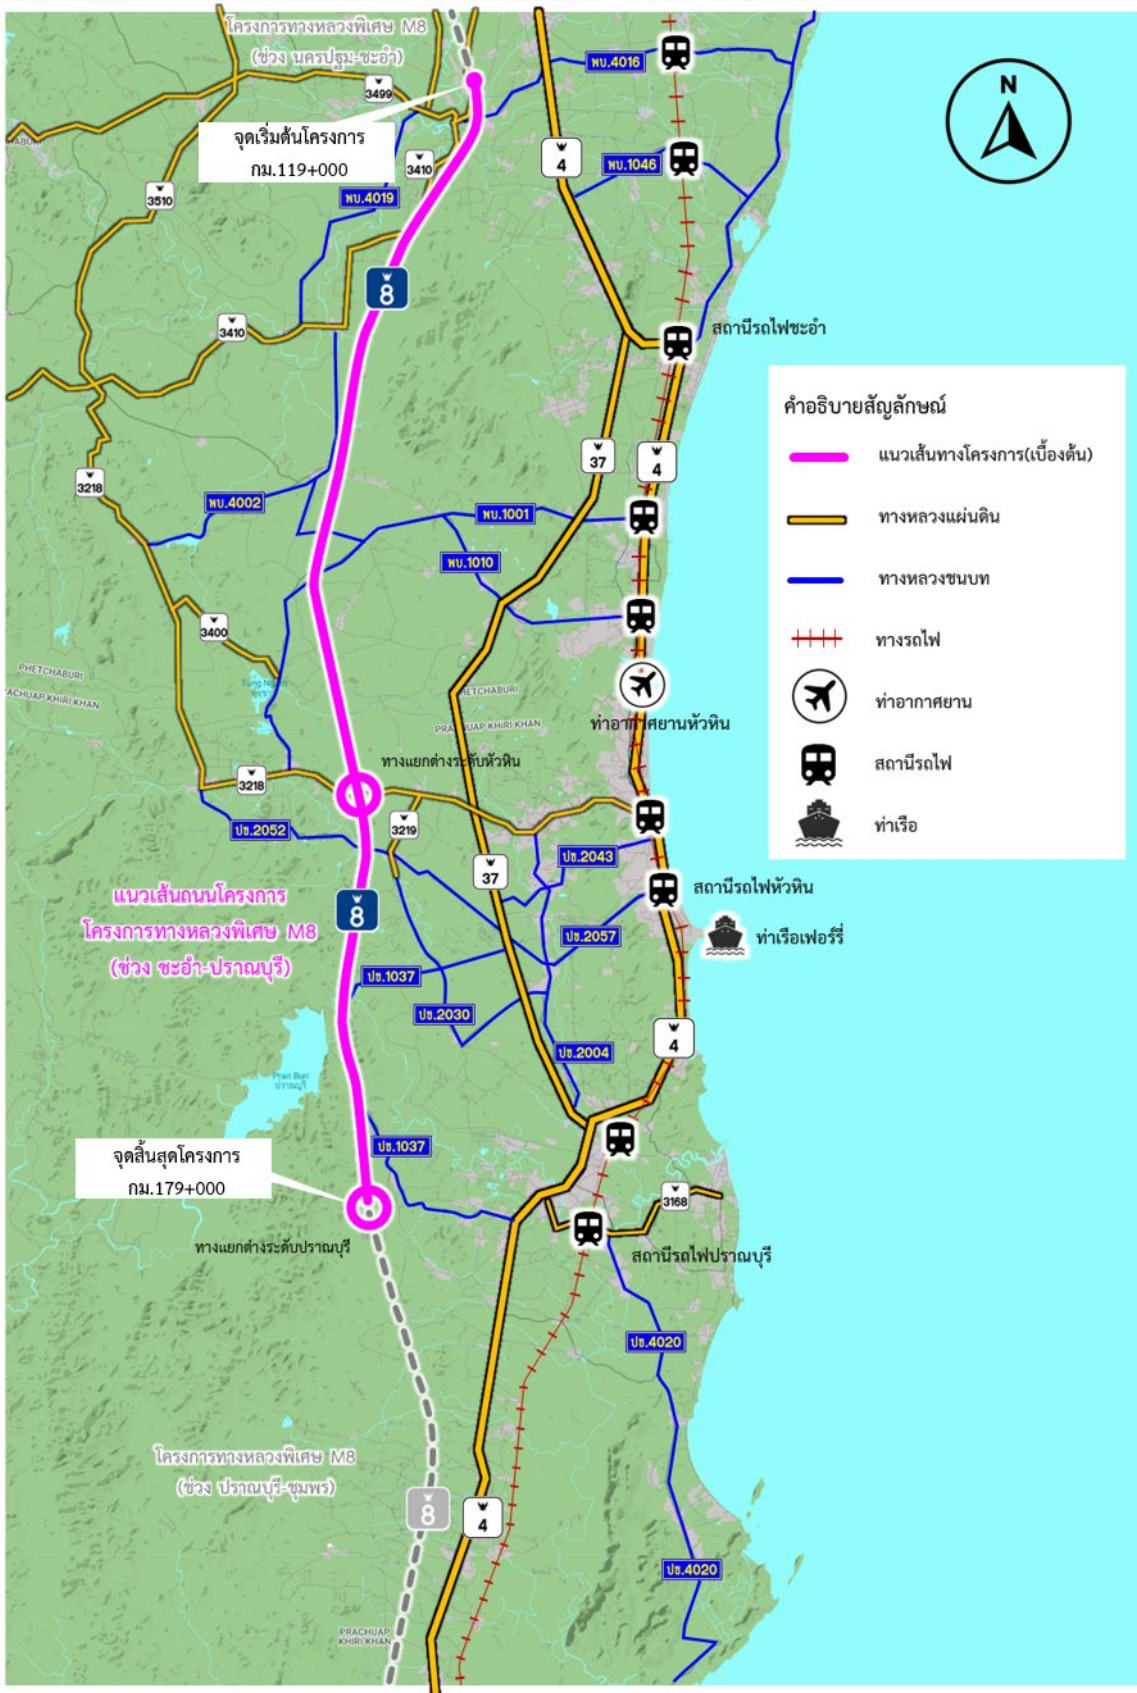 โครงการทางหลวงพิเศษ M8
(ช่วง นครปฐม-ชะอำ)
พบ.4016
N
3499
จุดเริ่มต้นโครงการ
กม.119+000
4
3410
พบ.1046
3510
พบ.4019
8
3410
สถานีรถไฟชะอำ
คำอธิบายสัญลักษณ์
แนวเส้นทางโครงการ(เบื้องต้น)
ทางหลวงแผ่นดิน
ทางหลวงชนบท
ทางรถไฟ
ท่าอากาศยาน
สถานีรถไฟ
ท่าเรือ
37
4
3218
พบ.4002
พบ.1001
พบ.1010
3400
PHETCHABURI
PRACHUAP KHIRI KHAN
ท่าอากาศยานหัวหิน
ทางแยกต่างระดับหัวหิน
3218
ปข.2052
3219
ปข.2043
37
สถานีรถไฟหัวหิน
แนวเส้นถนนโครงการ
โครงการทางหลวงพิเศษ M8
(ช่วง ชะอำ-ปราณบุรี)
8
ปข.2057
ท่าเรือเฟอร์รี่
ปข.1037
ปข.2030
ปข.2004
4
Pran Buri
ปราณบุรี
จุดสิ้นสุดโครงการ
กม.179+000
ปข.1037
3168
ทางแยกต่างระดับปราณบุรี
สถานีรถไฟปราณบุรี
ปข.4020
โครงการทางหลวงพิเศษ M8
(ช่วง ปราณบุรี-ชุมพร)
8
4
ปข.4020
PRACHUAP
KHIRI KHAN